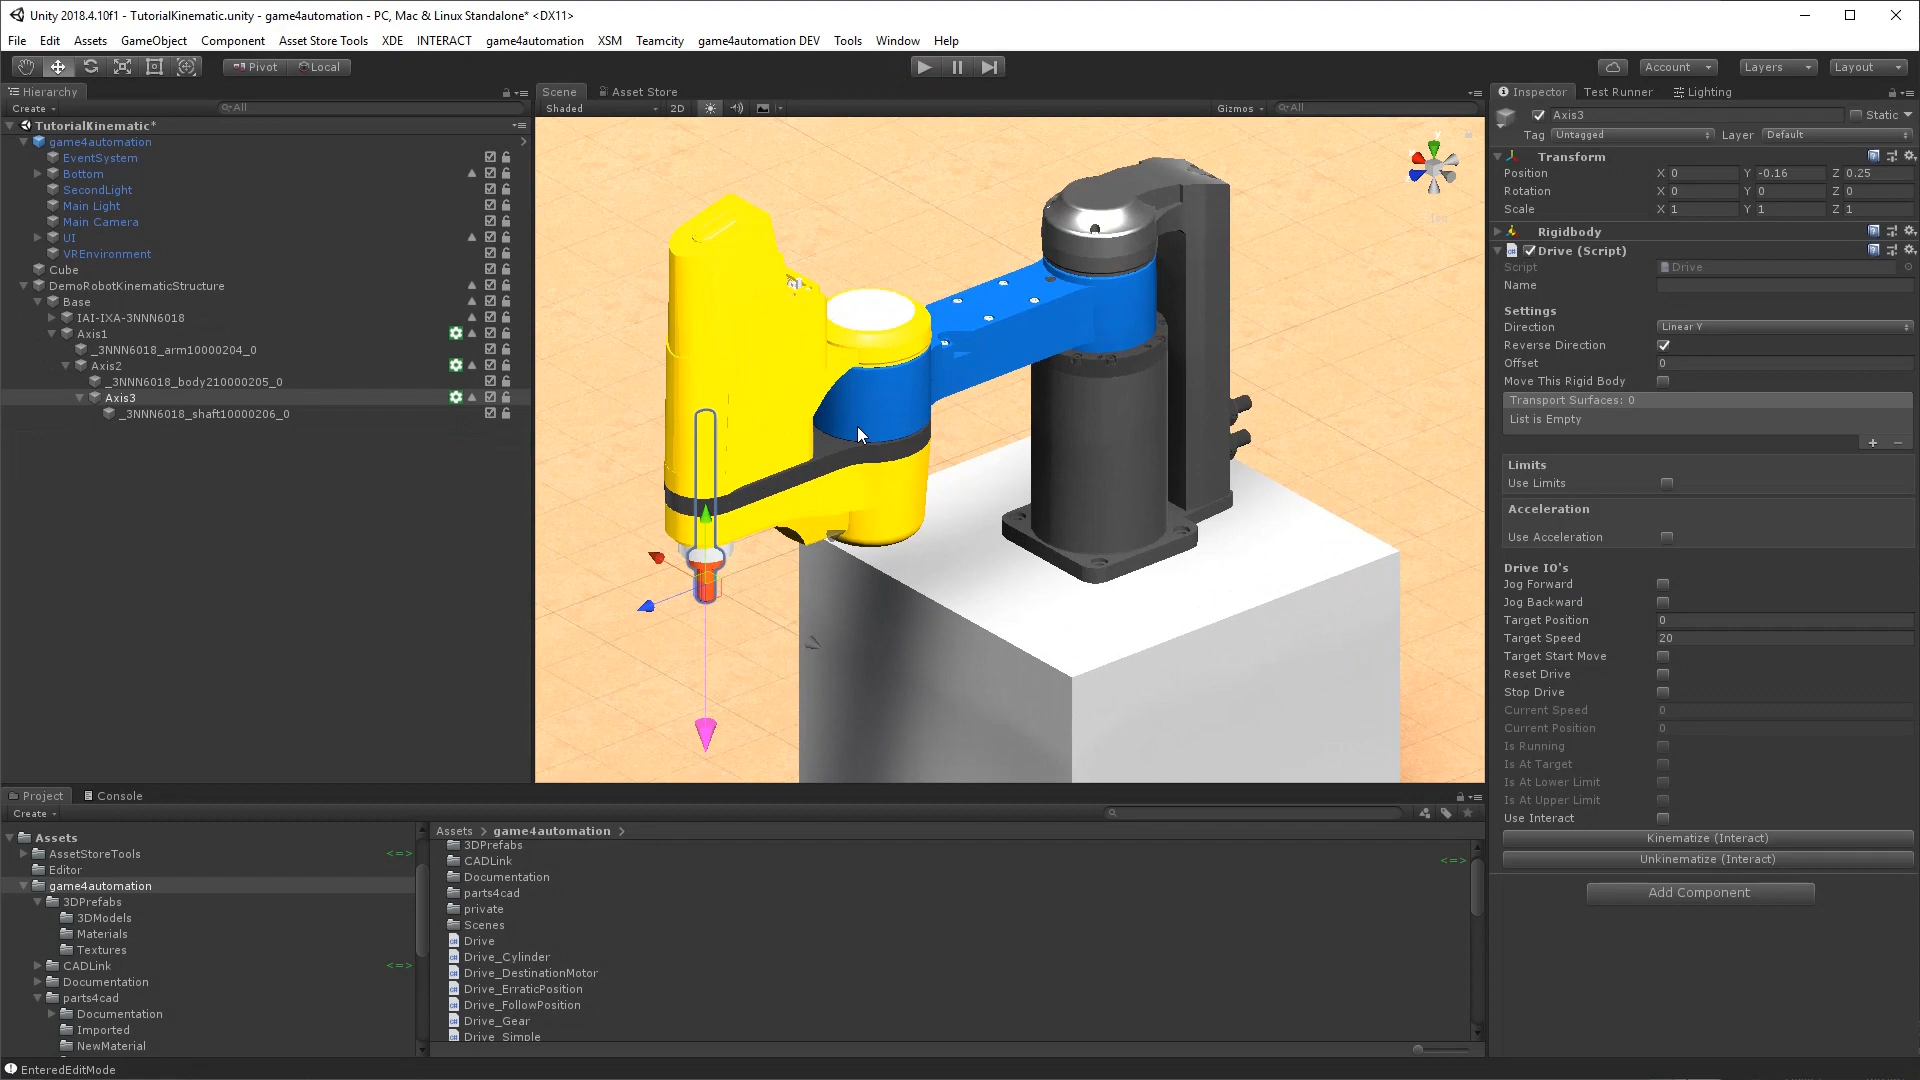 Unity 2018.4.10f1 - TutorialKinematic.unity - game4automation - PC, Mac & Linux Standalone* <DX11>
File Edit Assets GameObject Component Asset Store Tools XDE INTERACT game4automation XSM Teamcity game4automation DEV Tools Window Help
Pivot Local Account Layers Layout
Hierarchy
Create All
TutorialKinematic*
game4automation
EventSystem
Bottom
SecondLight
Main Light
Main Camera
UI
VREnvironment
Cube
DemoRobotKinematicStructure
Base
IAI-IXA-3NNN6018
Axis1
_3NNN6018_arm10000204_0
Axis2
_3NNN6018_body210000205_0
Axis3
_3NNN6018_shaft10000206_0
Scene Asset Store
Shaded 2D Gizmos All
y
Inspector Test Runner Lighting
Axis3 Static
Tag Untagged Layer Default
Transform
Position X 0 Y -0.16 Z 0.25
Rotation X 0 Y 0 Z 0
Scale X 1 Y 1 Z 1
Rigidbody
Drive (Script)
Script Drive
Name
Settings
Direction Linear Y
Reverse Direction
Offset 0
Move This Rigid Body
Transport Surfaces: 0
List is Empty
Limits
Use Limits
Acceleration
Use Acceleration
Drive IO's
Jog Forward
Jog Backward
Target Position 0
Target Speed 20
Target Start Move
Reset Drive
Stop Drive
Current Speed 0
Current Position 0
Is Running
Is At Target
Is At Lower Limit
Is At Upper Limit
Use Interact
Kinematize (Interact)
Unkinematize (Interact)
Add Component
Project Console
Create
Assets
AssetStoreTools <=>
Editor
game4automation
3DPrefabs
3DModels
Materials
Textures
CADLink <=>
Documentation
parts4cad
Documentation
Imported
NewMaterial
Assets > game4automation >
3DPrefabs
CADLink <=>
Documentation
parts4cad
private
Scenes
Drive
Drive_Cylinder
Drive_DestinationMotor
Drive_ErraticPosition
Drive_FollowPosition
Drive_Gear
Drive_Simple
EnteredEditMode